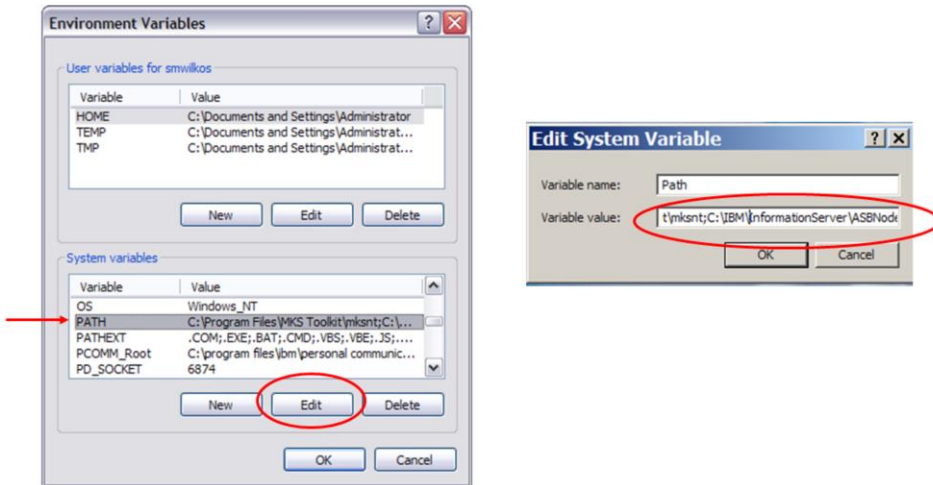 Environment Variables
User variables for smwilkos
Variable Value
HOME C:\Documents and Settings\Administrator
TEMP C:\Documents and Settings\Administrat...
TMP C:\Documents and Settings\Administrat...
New Edit Delete
System variables
Variable Value
OS Windows_NT
PATH C:\Program Files\MKS Toolkit\mksnt;C:\...
PATHEXT .COM;.EXE;.BAT;.CMD;.VBS;.VBE;.JS;....
PCOMM_Root C:\program files\ibm\personal communic...
PD_SOCKET 6874
New Edit Delete
OK Cancel
Edit System Variable
Variable name: Path
Variable value: t\mksnt;C:\IBM\InformationServer\ASBNode
OK Cancel